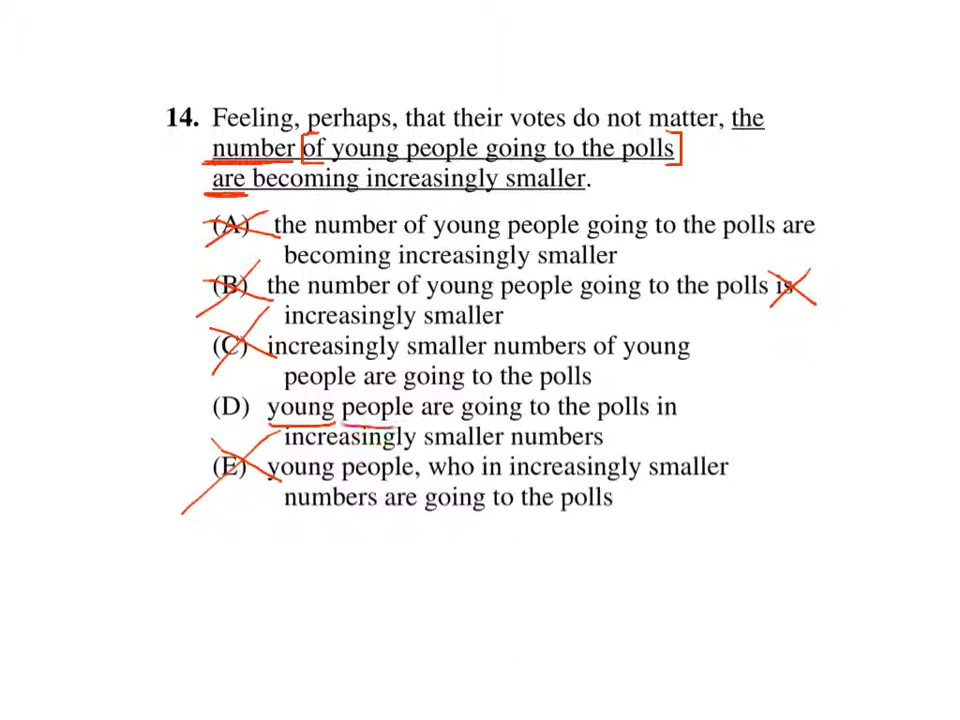 14. Feeling, perhaps, that their votes do not matter, the
number of young people going to the polls
are becoming increasingly smaller.
(A) the number of young people going to the polls are
becoming increasingly smaller
(B) the number of young people going to the polls is
increasingly smaller
(C) increasingly smaller numbers of young
people are going to the polls
(D) young people are going to the polls in
increasingly smaller numbers
(E) young people, who in increasingly smaller
numbers are going to the polls